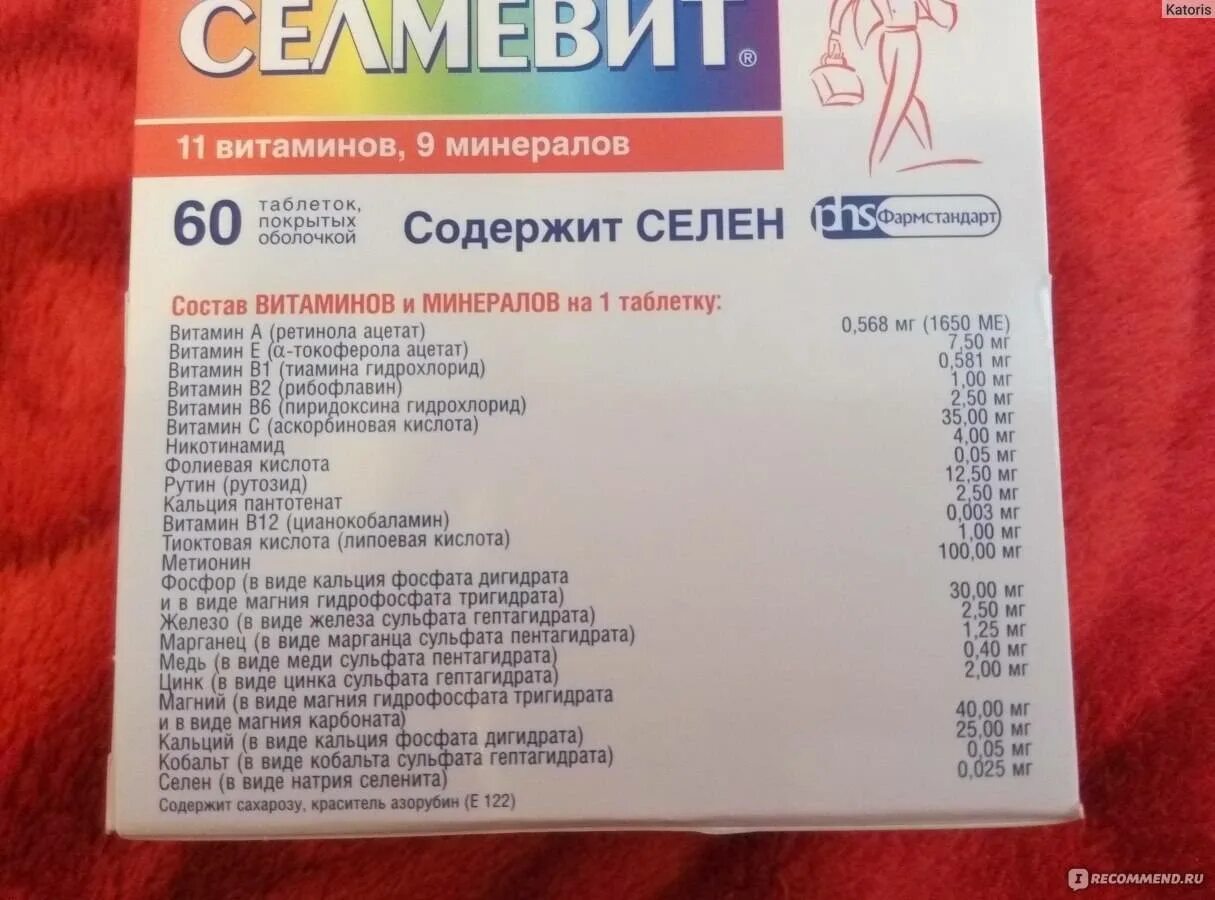 Katoris
СЕЛМЕВИТ®
11 витаминов, 9 минералов
60 таблеток,
покрытых
оболочкой
Содержит СЕЛЕН
phs Фармстандарт
Состав ВИТАМИНОВ и МИНЕРАЛОВ на 1 таблетку:
Витамин А (ретинола ацетат) 0,568 мг (1650 МЕ)
Витамин Е (α-токоферола ацетат) 7,50 мг
Витамин В1 (тиамина гидрохлорид) 0,581 мг
Витамин В2 (рибофлавин) 1,00 мг
Витамин В6 (пиридоксина гидрохлорид) 2,50 мг
Витамин С (аскорбиновая кислота) 35,00 мг
Никотинамид 4,00 мг
Фолиевая кислота 0,05 мг
Рутин (рутозид) 12,50 мг
Кальция пантотенат 2,50 мг
Витамин В12 (цианокобаламин) 0,003 мг
Тиоктовая кислота (липоевая кислота) 1,00 мг
Метионин 100,00 мг
Фосфор (в виде кальция фосфата дигидрата
и в виде магния гидрофосфата тригидрата) 30,00 мг
Железо (в виде железа сульфата гептагидрата) 2,50 мг
Марганец (в виде марганца сульфата пентагидрата) 1,25 мг
Медь (в виде меди сульфата пентагидрата) 0,40 мг
Цинк (в виде цинка сульфата гептагидрата) 2,00 мг
Магний (в виде магния гидрофосфата тригидрата
и в виде магния карбоната) 40,00 мг
Кальций (в виде кальция фосфата дигидрата) 25,00 мг
Кобальт (в виде кобальта сульфата гептагидрата) 0,05 мг
Селен (в виде натрия селенита) 0,025 мг
Содержит сахарозу, краситель азорубин (Е 122)
IRECOMMEND.RU